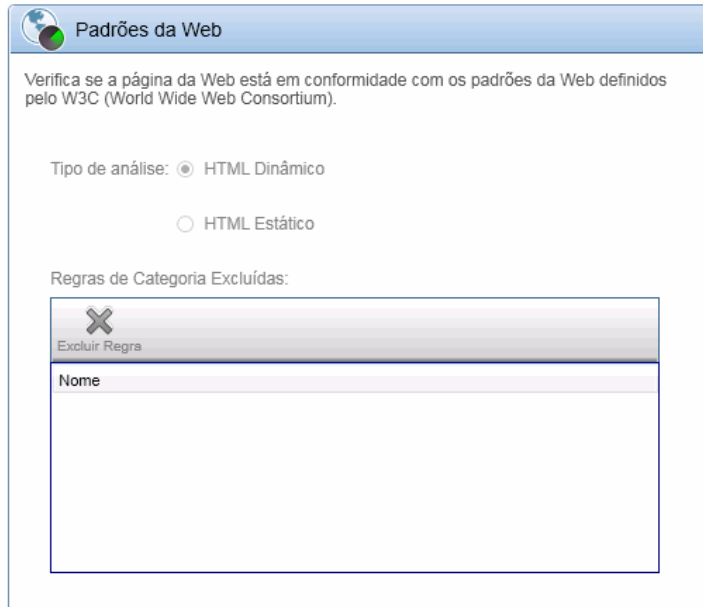 Padrões da Web
Verifica se a página da Web está em conformidade com os padrões da Web definidos
pelo W3C (World Wide Web Consortium).
Tipo de análise: HTML Dinâmico
HTML Estático
Regras de Categoria Excluídas:
Excluir Regra
Nome